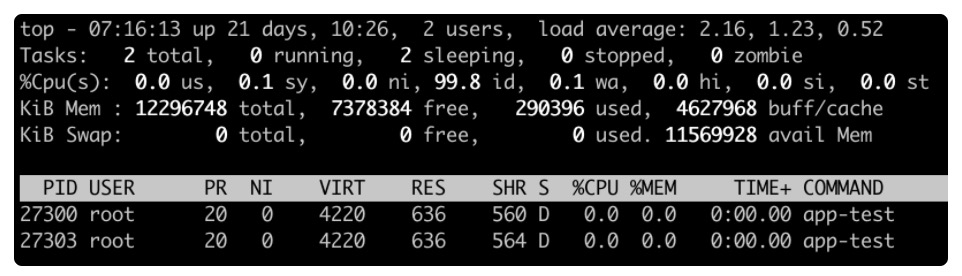 top - 07:16:13 up 21 days, 10:26,  2 users,  load average: 2.16, 1.23, 0.52
Tasks:   2 total,   0 running,   2 sleeping,   0 stopped,   0 zombie
%Cpu(s):  0.0 us,  0.1 sy,  0.0 ni, 99.8 id,  0.1 wa,  0.0 hi,  0.0 si,  0.0 st
KiB Mem : 12296748 total,  7378384 free,   290396 used,  4627968 buff/cache
KiB Swap:        0 total,        0 free,        0 used. 11569928 avail Mem
  PID USER      PR  NI    VIRT    RES    SHR S  %CPU %MEM     TIME+ COMMAND
27300 root      20   0    4220    636    560 D   0.0  0.0   0:00.00 app-test
27303 root      20   0    4220    636    564 D   0.0  0.0   0:00.00 app-test